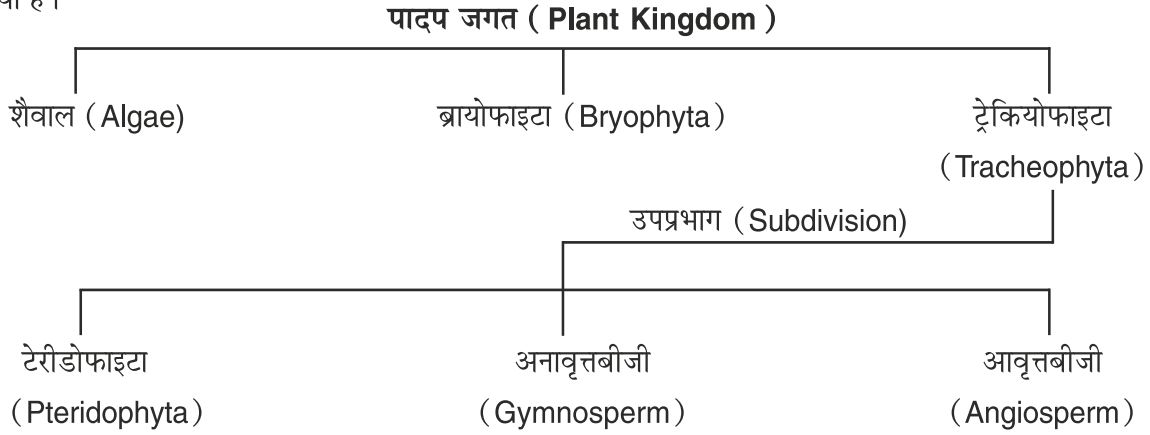 है।
पादप जगत ( Plant Kingdom )
शैवाल (Algae) ब्रायोफाइटा (Bryophyta) ट्रेकियोफाइटा
(Tracheophyta)
उपप्रभाग (Subdivision)
टेरीडोफाइटा अनावृत्तबीजी आवृत्तबीजी
(Pteridophyta) (Gymnosperm) (Angiosperm)